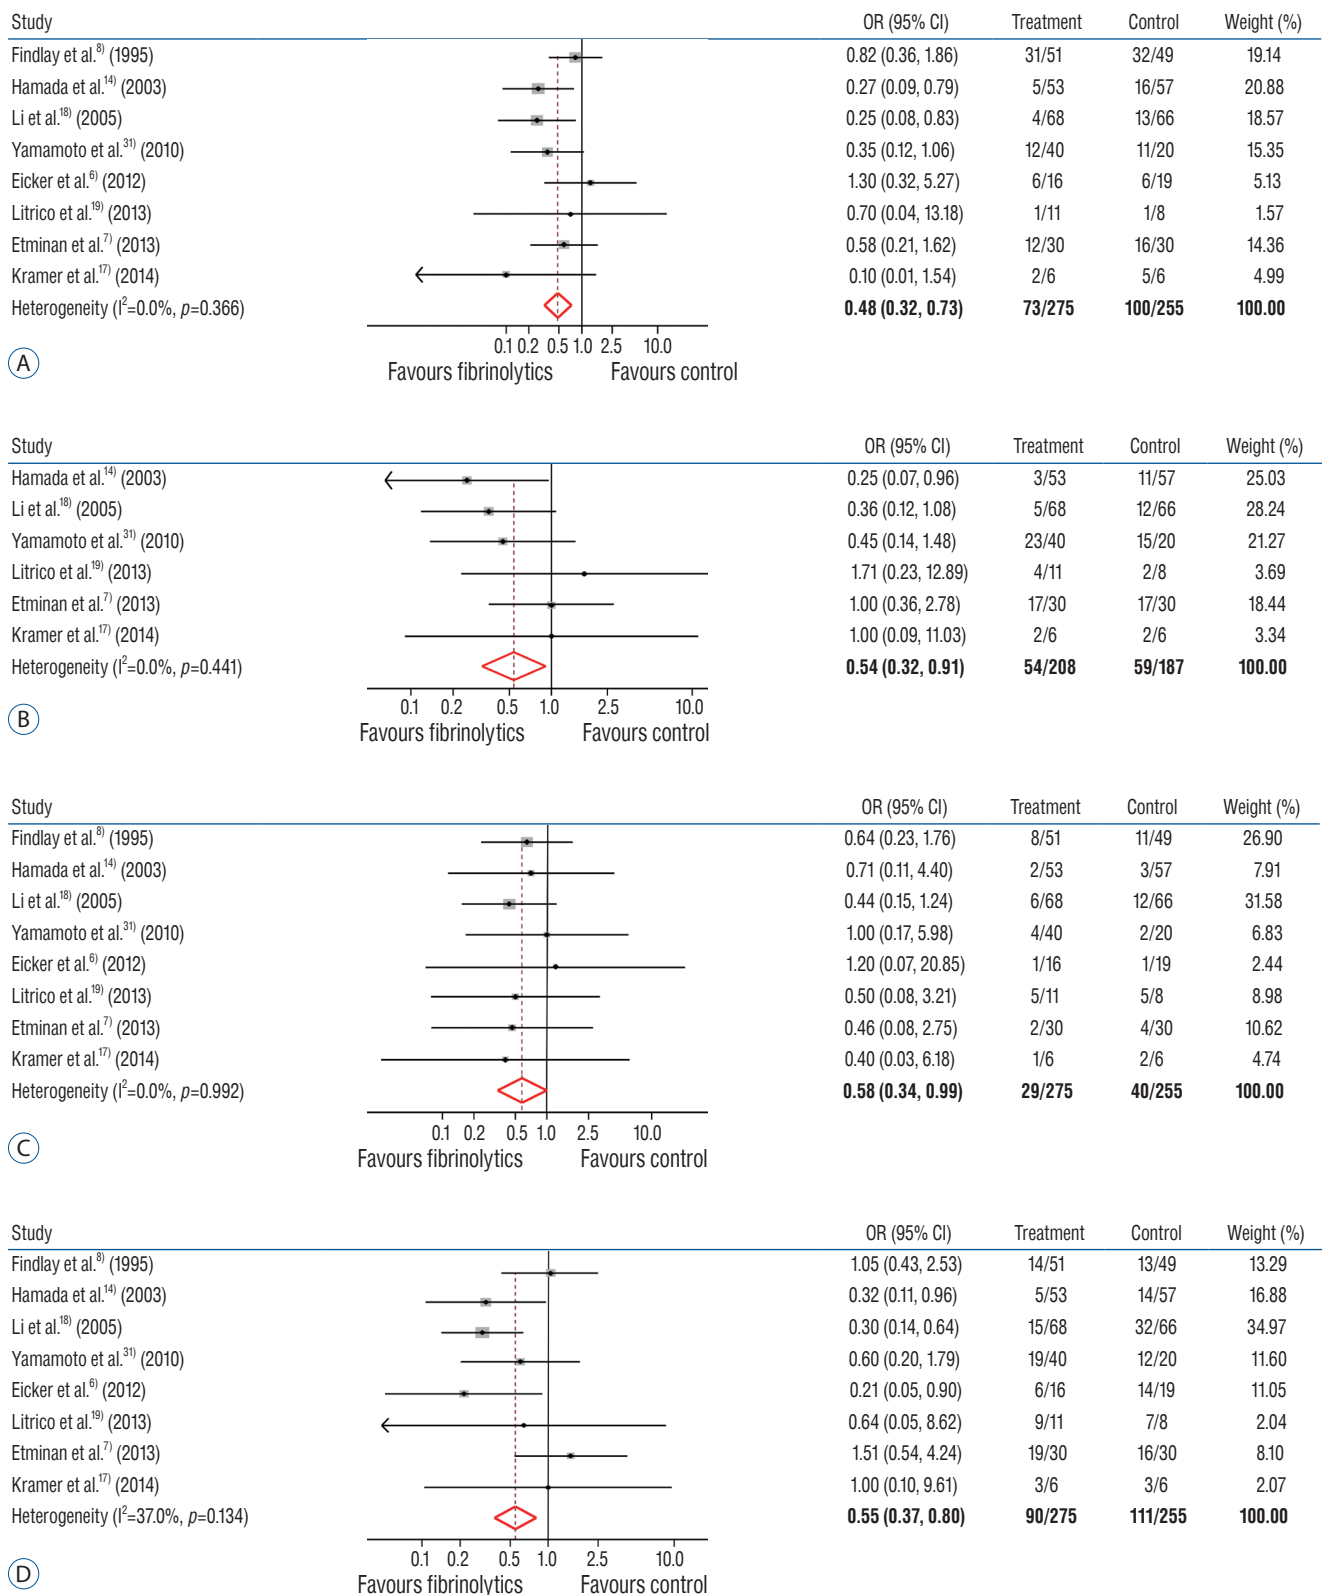 Study OR (95% CI) Treatment Control Weight (%)
Findlay et al.8) (1995) 0.82 (0.36, 1.86) 31/51 32/49 19.14
Hamada et al.14) (2003) 0.27 (0.09, 0.79) 5/53 16/57 20.88
Li et al.18) (2005) 0.25 (0.08, 0.83) 4/68 13/66 18.57
Yamamoto et al.31) (2010) 0.35 (0.12, 1.06) 12/40 11/20 15.35
Eicker et al.6) (2012) 1.30 (0.32, 5.27) 6/16 6/19 5.13
Litrico et al.19) (2013) 0.70 (0.04, 13.18) 1/11 1/8 1.57
Etminan et al.7) (2013) 0.58 (0.21, 1.62) 12/30 16/30 14.36
Kramer et al.17) (2014) 0.10 (0.01, 1.54) 2/6 5/6 4.99
Heterogeneity (I2=0.0%, p=0.366) 0.48 (0.32, 0.73) 73/275 100/255 100.00
0.1 0.2 0.5 1.0 2.5 10.0
Favours fibrinolytics Favours control
A
Study OR (95% CI) Treatment Control Weight (%)
Hamada et al.14) (2003) 0.25 (0.07, 0.96) 3/53 11/57 25.03
Li et al.18) (2005) 0.36 (0.12, 1.08) 5/68 12/66 28.24
Yamamoto et al.31) (2010) 0.45 (0.14, 1.48) 23/40 15/20 21.27
Litrico et al.19) (2013) 1.71 (0.23, 12.89) 4/11 2/8 3.69
Etminan et al.7) (2013) 1.00 (0.36, 2.78) 17/30 17/30 18.44
Kramer et al.17) (2014) 1.00 (0.09, 11.03) 2/6 2/6 3.34
Heterogeneity (I2=0.0%, p=0.441) 0.54 (0.32, 0.91) 54/208 59/187 100.00
0.1 0.2 0.5 1.0 2.5 10.0
Favours fibrinolytics Favours control
B
Study OR (95% CI) Treatment Control Weight (%)
Findlay et al.8) (1995) 0.64 (0.23, 1.76) 8/51 11/49 26.90
Hamada et al.14) (2003) 0.71 (0.11, 4.40) 2/53 3/57 7.91
Li et al.18) (2005) 0.44 (0.15, 1.24) 6/68 12/66 31.58
Yamamoto et al.31) (2010) 1.00 (0.17, 5.98) 4/40 2/20 6.83
Eicker et al.6) (2012) 1.20 (0.07, 20.85) 1/16 1/19 2.44
Litrico et al.19) (2013) 0.50 (0.08, 3.21) 5/11 5/8 8.98
Etminan et al.7) (2013) 0.46 (0.08, 2.75) 2/30 4/30 10.62
Kramer et al.17) (2014) 0.40 (0.03, 6.18) 1/6 2/6 4.74
Heterogeneity (I2=0.0%, p=0.992) 0.58 (0.34, 0.99) 29/275 40/255 100.00
0.1 0.2 0.5 1.0 2.5 10.0
Favours fibrinolytics Favours control
C
Study OR (95% CI) Treatment Control Weight (%)
Findlay et al.8) (1995) 1.05 (0.43, 2.53) 14/51 13/49 13.29
Hamada et al.14) (2003) 0.32 (0.11, 0.96) 5/53 14/57 16.88
Li et al.18) (2005) 0.30 (0.14, 0.64) 15/68 32/66 34.97
Yamamoto et al.31) (2010) 0.60 (0.20, 1.79) 19/40 12/20 11.60
Eicker et al.6) (2012) 0.21 (0.05, 0.90) 6/16 14/19 11.05
Litrico et al.19) (2013) 0.64 (0.05, 8.62) 9/11 7/8 2.04
Etminan et al.7) (2013) 1.51 (0.54, 4.24) 19/30 16/30 8.10
Kramer et al.17) (2014) 1.00 (0.10, 9.61) 3/6 3/6 2.07
Heterogeneity (I2=37.0%, p=0.134) 0.55 (0.37, 0.80) 90/275 111/255 100.00
0.1 0.2 0.5 1.0 2.5 10.0
Favours fibrinolytics Favours control
D